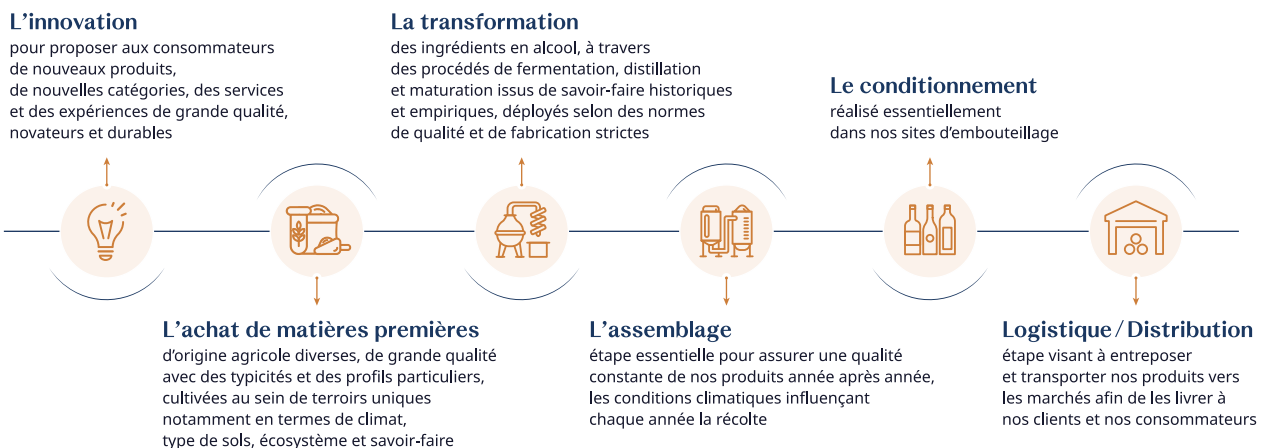 L’innovation
pour proposer aux consommateurs
de nouveaux produits,
de nouvelles catégories, des services
et des expériences de grande qualité,
novateurs et durables
L’achat de matières premières
d’origine agricole diverses, de grande qualité
avec des typicités et des profils particuliers,
cultivées au sein de terroirs uniques
notamment en termes de climat,
type de sols, écosystème et savoir-faire
La transformation
des ingrédients en alcool, à travers
des procédés de fermentation, distillation
et maturation issus de savoir-faire historiques
et empiriques, déployés selon des normes
de qualité et de fabrication strictes
L’assemblage
étape essentielle pour assurer une qualité
constante de nos produits année après année,
les conditions climatiques influençant
chaque année la récolte
Le conditionnement
réalisé essentiellement
dans nos sites d’embouteillage
Logistique / Distribution
étape visant à entreposer
et transporter nos produits vers
les marchés afin de les livrer à
nos clients et nos consommateurs